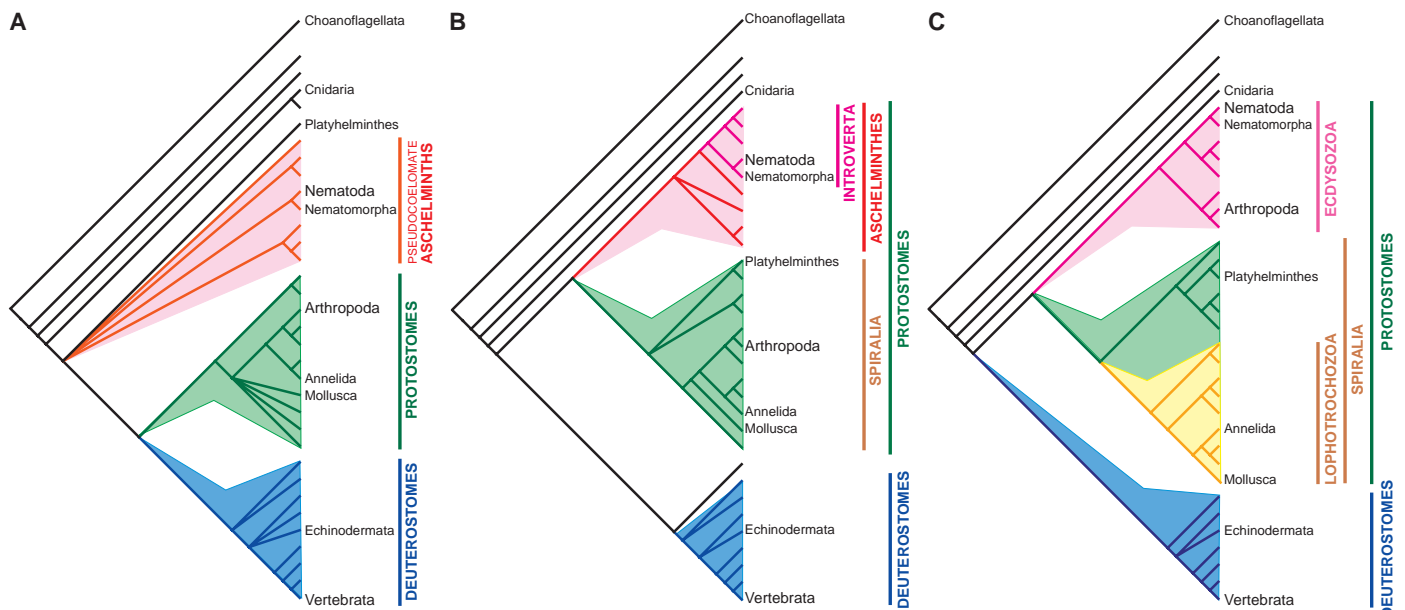 A
Choanoflagellata
Cnidaria
Platyhelminthes
Nematoda
Nematomorpha
PSEUDOCOELOMATE
ASCHELMINTHS
Arthropoda
Annelida
Mollusca
PROTOSTOMES
Echinodermata
Vertebrata
DEUTEROSTOMES
B
Choanoflagellata
Cnidaria
Nematoda
Nematomorpha
INTROVERTA
ASCHELMINTHES
PROTOSTOMES
Platyhelminthes
Arthropoda
Annelida
Mollusca
SPIRALIA
Echinodermata
Vertebrata
DEUTEROSTOMES
C
Choanoflagellata
Cnidaria
Nematoda
Nematomorpha
Arthropoda
ECDYSOZOA
PROTOSTOMES
Platyhelminthes
Annelida
Mollusca
LOPHOTROCHOZOA
SPIRALIA
Echinodermata
Vertebrata
DEUTEROSTOMES